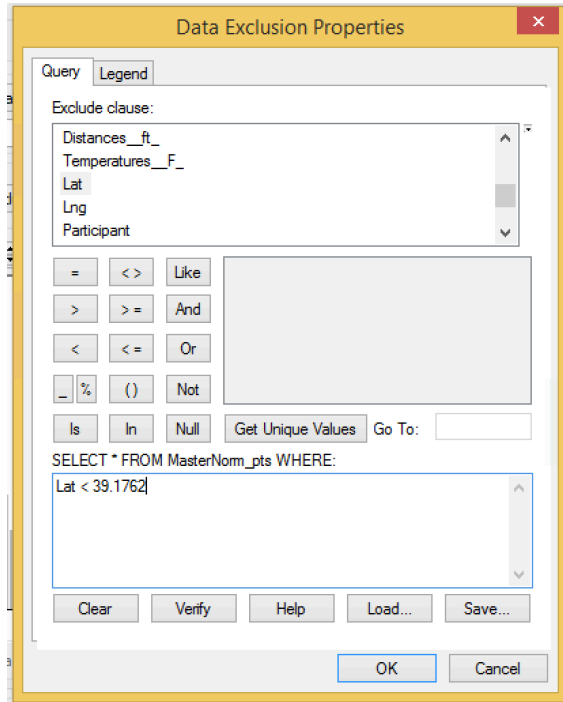 Data Exclusion Properties
Query Legend
Exclude clause:
Distances__ft_
Temperatures__F_
Lat
Lng
Participant
= < > Like
> > = And
< < = Or
_ % ( ) Not
Is In Null Get Unique Values Go To:
SELECT * FROM MasterNorm_pts WHERE:
Lat < 39.1762
Clear Verify Help Load... Save...
OK Cancel